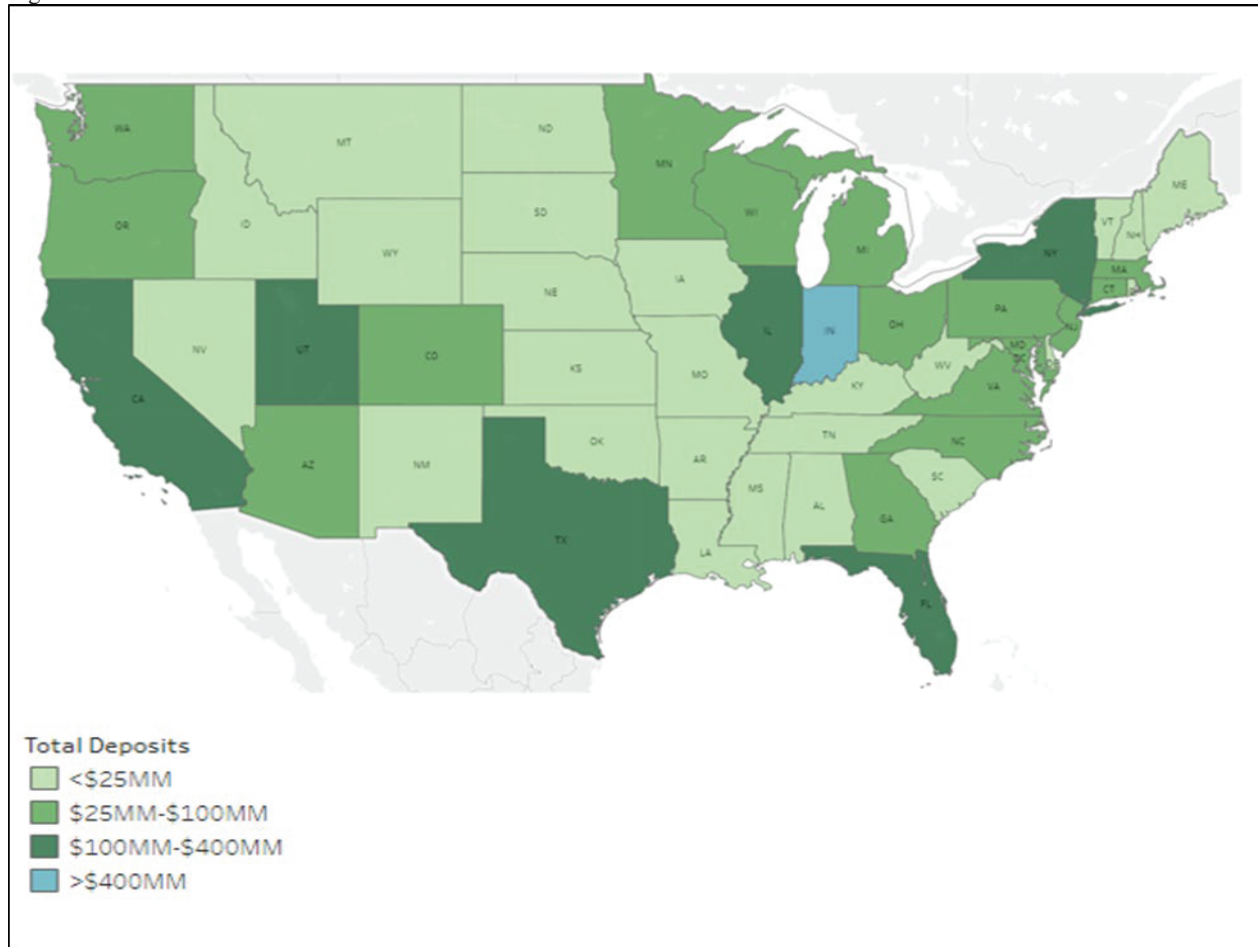 WA
MT
ND
MN
ME
OR
ID
SD
WI
VT
NH
MI
NY
WY
MA
IA
CT
NE
PA
NV
UT
CO
IL
IN
OH
NJ
MD
KS
MO
WV
KY
VA
CA
AZ
NM
OK
TN
NC
AR
SC
MS
AL
GA
TX
LA
FL
Total Deposits
<$25MM
$25MM-$100MM
$100MM-$400MM
>$400MM